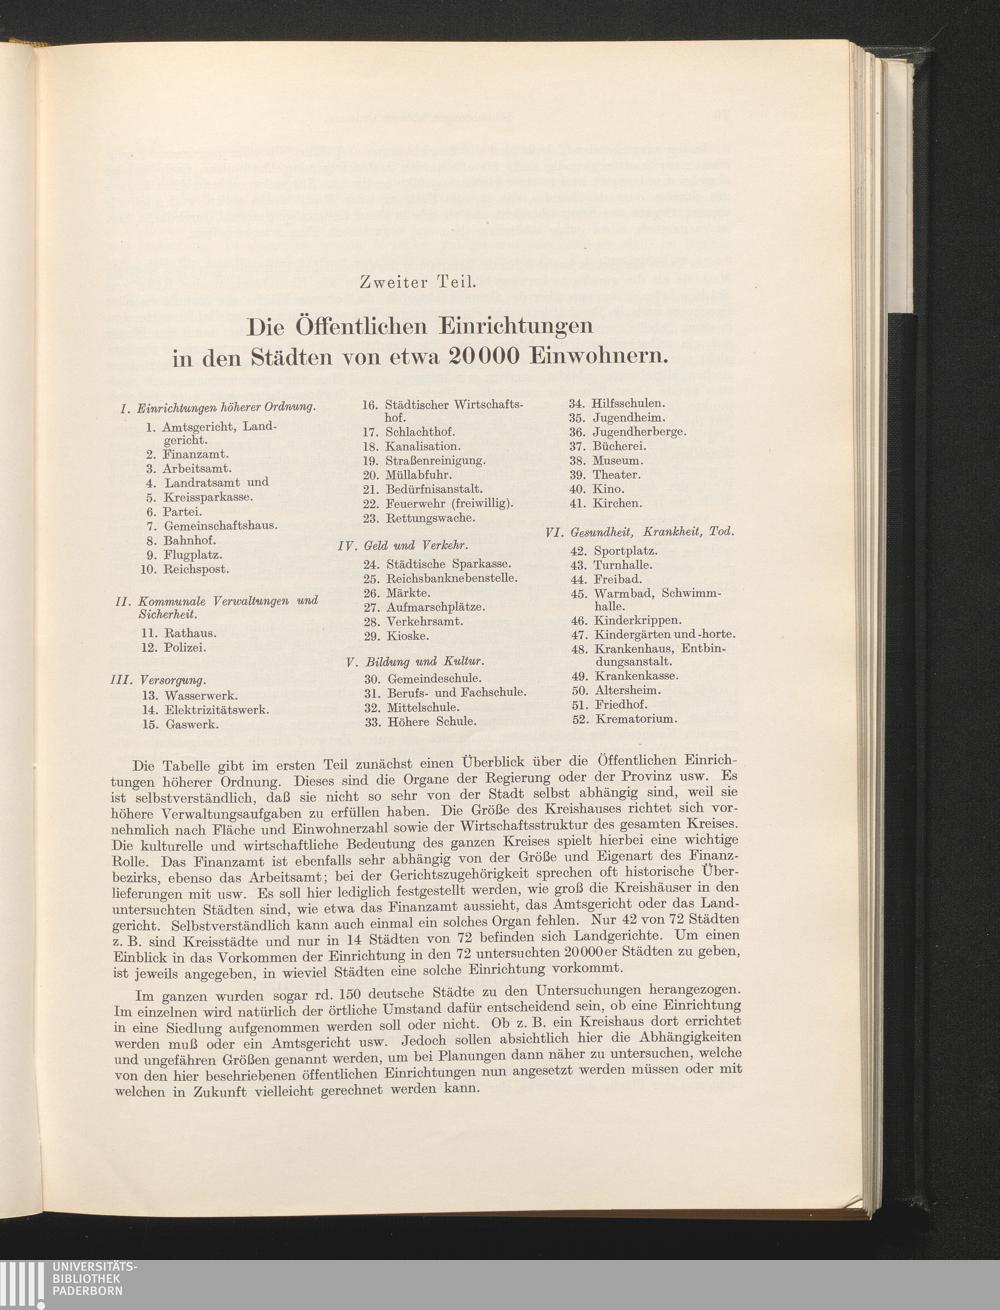 Zweiter Teil.
Die Öffentlichen Einrichtungen
in den Städten von etwa 20000 Einwohnern.
I. Einrichtungen höherer Ordnung.
1. Amtsgericht, Land-
gericht.
2. Finanzamt.
3. Arbeitsamt.
4. Landratsamt und
5. Kreissparkasse.
6. Partei.
7. Gemeinschaftshaus.
8. Bahnhof.
9. Flugplatz.
10. Reichspost.
II. Kommunale Verwaltungen und
Sicherheit.
11. Rathaus.
12. Polizei.
III. Versorgung.
13. Wasserwerk.
14. Elektrizitätswerk.
15. Gaswerk.
16. Städtischer Wirtschafts-
hof.
17. Schlachthof.
18. Kanalisation.
19. Straßenreinigung.
20. Müllabfuhr.
21. Bedürfnisanstalt.
22. Feuerwehr (freiwillig).
23. Rettungswache.
IV. Geld und Verkehr.
24. Städtische Sparkasse.
25. Reichsbanknebenstelle.
26. Märkte.
27. Aufmarschplätze.
28. Verkehrsamt.
29. Kioske.
V. Bildung und Kultur.
30. Gemeindeschule.
31. Berufs- und Fachschule.
32. Mittelschule.
33. Höhere Schule.
34. Hilfsschulen.
35. Jugendheim.
36. Jugendherberge.
37. Bücherei.
38. Museum.
39. Theater.
40. Kino.
41. Kirchen.
VI. Gesundheit, Krankheit, Tod.
42. Sportplatz.
43. Turnhalle.
44. Freibad.
45. Warmbad, Schwimm-
halle.
46. Kinderkrippen.
47. Kindergärten und -horte.
48. Krankenhaus, Entbin-
dungsanstalt.
49. Krankenkasse.
50. Altersheim.
51. Friedhof.
52. Krematorium.
Die Tabelle gibt im ersten Teil zunächst einen Überblick über die Öffentlichen Einrich-
tungen höherer Ordnung. Dieses sind die Organe der Regierung oder der Provinz usw. Es
ist selbstverständlich, daß sie nicht so sehr von der Stadt selbst abhängig sind, weil sie
höhere Verwaltungsaufgaben zu erfüllen haben. Die Größe des Kreishauses richtet sich vor-
nehmlich nach Fläche und Einwohnerzahl sowie der Wirtschaftsstruktur des gesamten Kreises.
Die kulturelle und wirtschaftliche Bedeutung des ganzen Kreises spielt hierbei eine wichtige
Rolle. Das Finanzamt ist ebenfalls sehr abhängig von der Größe und Eigenart des Finanz-
bezirks, ebenso das Arbeitsamt; bei der Gerichtszugehörigkeit sprechen oft historische Über-
lieferungen mit usw. Es soll hier lediglich festgestellt werden, wie groß die Kreishäuser in den
untersuchten Städten sind, wie etwa das Finanzamt aussieht, das Amtsgericht oder das Land-
gericht. Selbstverständlich kann auch einmal ein solches Organ fehlen. Nur 42 von 72 Städten
z. B. sind Kreisstädte und nur in 14 Städten von 72 befinden sich Landgerichte. Um einen
Einblick in das Vorkommen der Einrichtung in den 72 untersuchten 20000er Städten zu geben,
ist jeweils angegeben, in wieviel Städten eine solche Einrichtung vorkommt.
Im ganzen wurden sogar rd. 150 deutsche Städte zu den Untersuchungen herangezogen.
Im einzelnen wird natürlich der örtliche Umstand dafür entscheidend sein, ob eine Einrichtung
in eine Siedlung aufgenommen werden soll oder nicht. Ob z. B. ein Kreishaus dort errichtet
werden muß oder ein Amtsgericht usw. Jedoch sollen absichtlich hier die Abhängigkeiten
und ungefähren Größen genannt werden, um bei Planungen dann näher zu untersuchen, welche
von den hier beschriebenen öffentlichen Einrichtungen nun angesetzt werden müssen oder mit
welchen in Zukunft vielleicht gerechnet werden kann.
UNIVERSITÄTS-
BIBLIOTHEK
PADERBORN